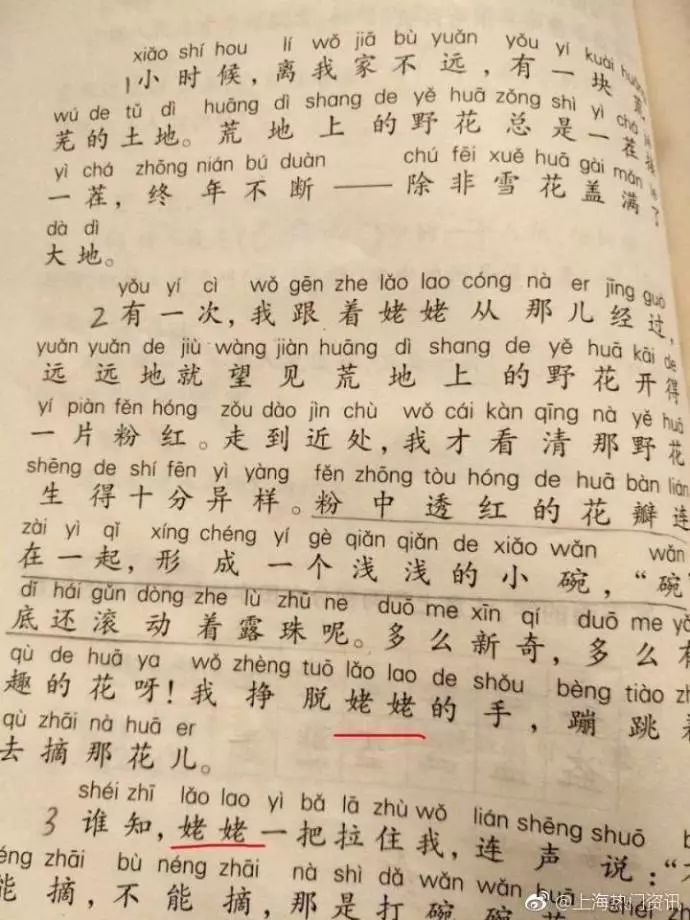 xiǎo shí hou lí wǒ jiā bù yuǎn yǒu yí kuài huāng
1小时候，离我家不远，有一块荒
wú de tǔ dì huāng dì shang de yě huā zǒng shì yì chá
芜的土地。荒地上的野花总是一茬接
yì chá zhōng nián bú duàn chú fēi xuě huā gài mǎn
一茬，终年不断——除非雪花盖满了
dà dì
大地。
yǒu yí cì wǒ gēn zhe lǎo lao cóng nà er jīng guò
2有一次，我跟着姥姥从那儿经过，
yuǎn yuǎn de jiù wàng jiàn huāng dì shang de yě huā kāi de
远远地就望见荒地上的野花开得
yí piàn fěn hóng zǒu dào jìn chù wǒ cái kàn qīng nà yě huā
一片粉红。走到近处，我才看清那野花
shēng de shí fēn yì yàng fěn zhōng tòu hóng de huā bàn lián
生得十分异样。粉中透红的花瓣连
zài yì qǐ xíng chéng yí gè qiǎn qiǎn de xiǎo wǎn wǎn
在一起，形成一个浅浅的小碗，“碗”
dǐ hái gǔn dòng zhe lù zhū ne duō me xīn qí duō me yǒ
底还滚动着露珠呢。多么新奇，多么有
qù de huā ya wǒ zhèng tuō lǎo lao de shǒu bèng tiào zh
趣的花呀！我挣脱姥姥的手，蹦跳着
qù zhāi nà huā er
去摘那花儿。
shéi zhī lǎo lao yì bǎ lā zhù wǒ lián shēng shuō b
3谁知，姥姥一把拉住我，连声说：“不
éng zhāi bù néng zhāi nà shì dǎ wǎn wǎn huā
能摘，不能摘，那是打碗碗花
@上海热门资讯